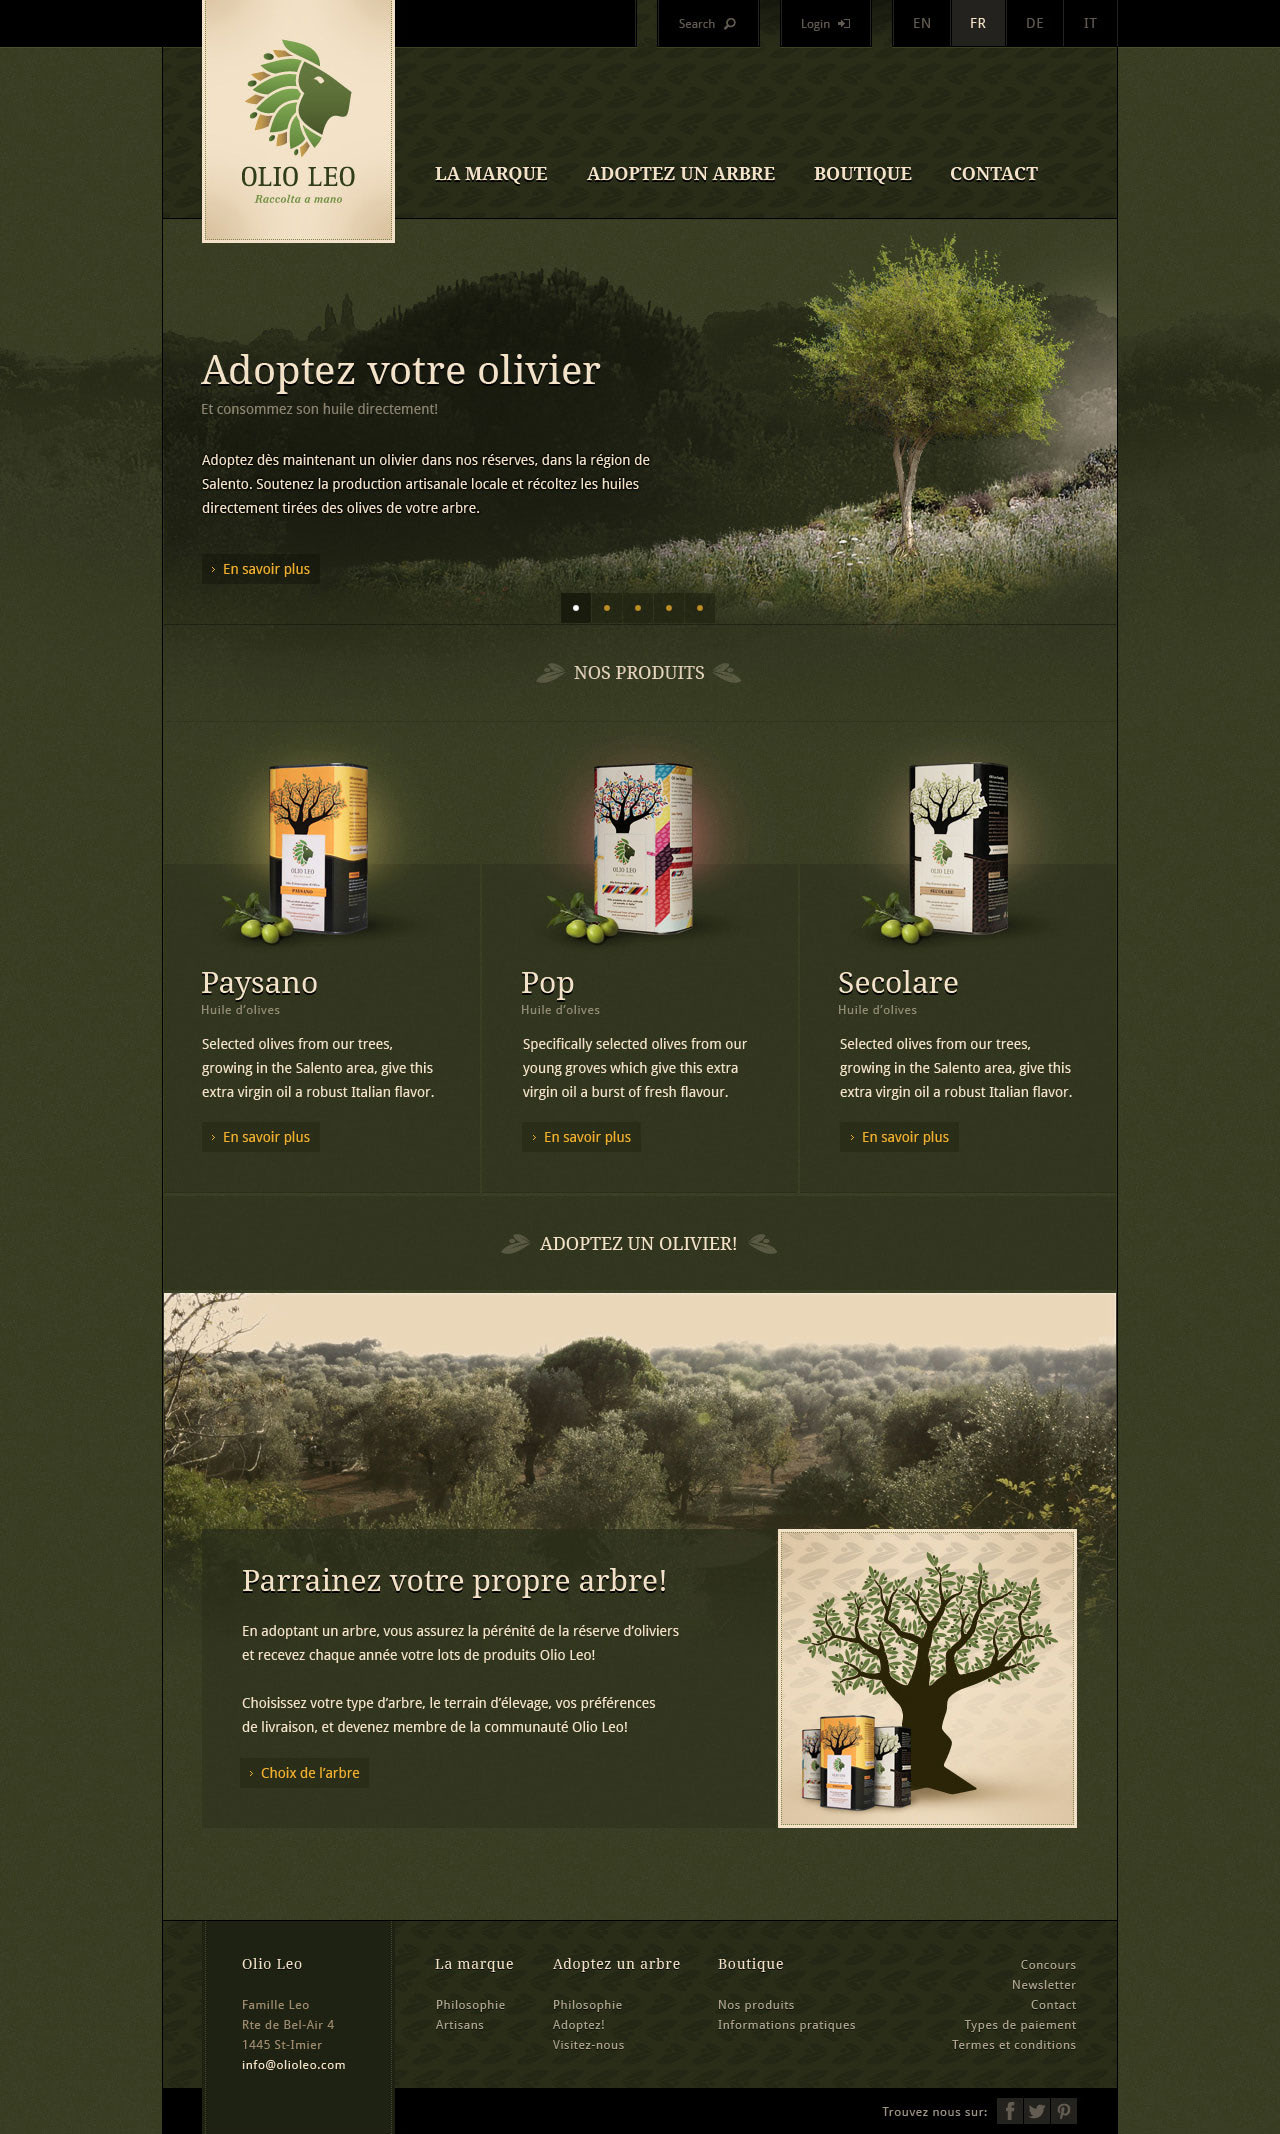 Search
Login
EN
FR
DE
IT
OLIO LEO
Raccolta a mano
LA MARQUE
ADOPTEZ UN ARBRE
BOUTIQUE
CONTACT
Adoptez votre olivier
Et consommez son huile directement!
Adoptez dès maintenant un olivier dans nos réserves, dans la région de
Salento. Soutenez la production artisanale locale et récoltez les huiles
directement tirées des olives de votre arbre.
En savoir plus
NOS PRODUITS
OLIO LEO
PAYSANO
OLIO LEO
POP
OLIO LEO
SECOLARE
Paysano
Huile d’olives
Selected olives from our trees,
growing in the Salento area, give this
extra virgin oil a robust Italian flavor.
En savoir plus
Pop
Huile d’olives
Specifically selected olives from our
young groves which give this extra
virgin oil a burst of fresh flavour.
En savoir plus
Secolare
Huile d’olives
Selected olives from our trees,
growing in the Salento area, give this
extra virgin oil a robust Italian flavor.
En savoir plus
ADOPTEZ UN OLIVIER!
Parrainez votre propre arbre!
En adoptant un arbre, vous assurez la pérénité de la réserve d’oliviers
et recevez chaque année votre lots de produits Olio Leo!
Choisissez votre type d’arbre, le terrain d’élevage, vos préférences
de livraison, et devenez membre de la communauté Olio Leo!
Choix de l’arbre
Olio Leo
Famille Leo
Rte de Bel-Air 4
1445 St-Imier
info@olioleo.com
La marque
Philosophie
Artisans
Adoptez un arbre
Philosophie
Adoptez!
Visitez-nous
Boutique
Nos produits
Informations pratiques
Concours
Newsletter
Contact
Types de paiement
Termes et conditions
Trouvez nous sur: